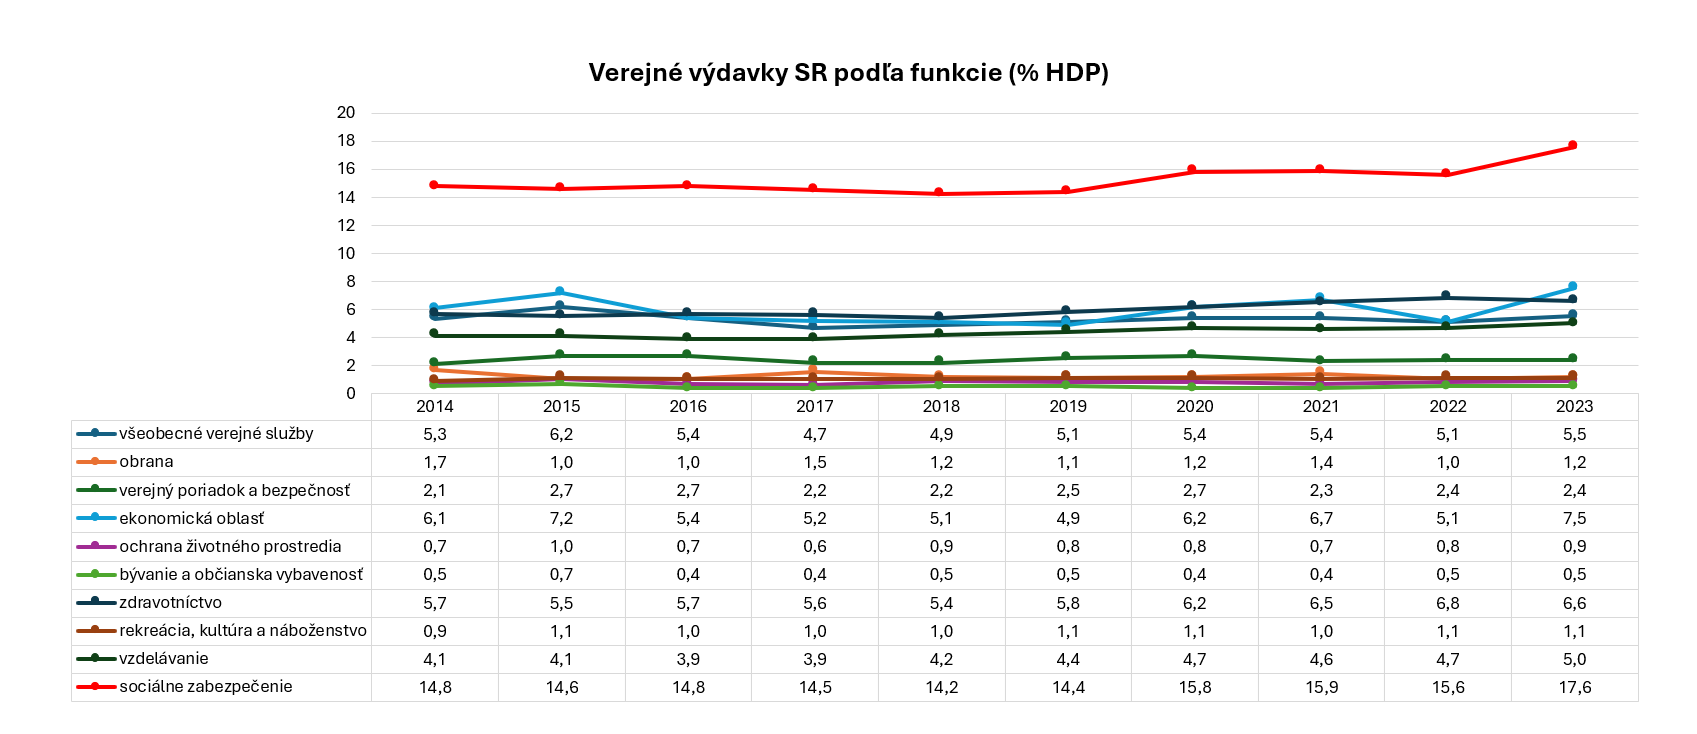 Verejné výdavky SR podľa funkcie (% HDP)
20
18
16
14
12
10
8
6
4
2
0
2014 2015 2016 2017 2018 2019 2020 2021 2022 2023
všeobecné verejné služby 5,3 6,2 5,4 4,7 4,9 5,1 5,4 5,4 5,1 5,5
obrana 1,7 1,0 1,0 1,5 1,2 1,1 1,2 1,4 1,0 1,2
verejný poriadok a bezpečnosť 2,1 2,7 2,7 2,2 2,2 2,5 2,7 2,3 2,4 2,4
ekonomická oblasť 6,1 7,2 5,4 5,2 5,1 4,9 6,2 6,7 5,1 7,5
ochrana životného prostredia 0,7 1,0 0,7 0,6 0,9 0,8 0,8 0,7 0,8 0,9
bývanie a občianska vybavenosť 0,5 0,7 0,4 0,4 0,5 0,5 0,4 0,4 0,5 0,5
zdravotníctvo 5,7 5,5 5,7 5,6 5,4 5,8 6,2 6,5 6,8 6,6
rekreácia, kultúra a náboženstvo 0,9 1,1 1,0 1,0 1,0 1,1 1,1 1,0 1,1 1,1
vzdelávanie 4,1 4,1 3,9 3,9 4,2 4,4 4,7 4,6 4,7 5,0
sociálne zabezpečenie 14,8 14,6 14,8 14,5 14,2 14,4 15,8 15,9 15,6 17,6